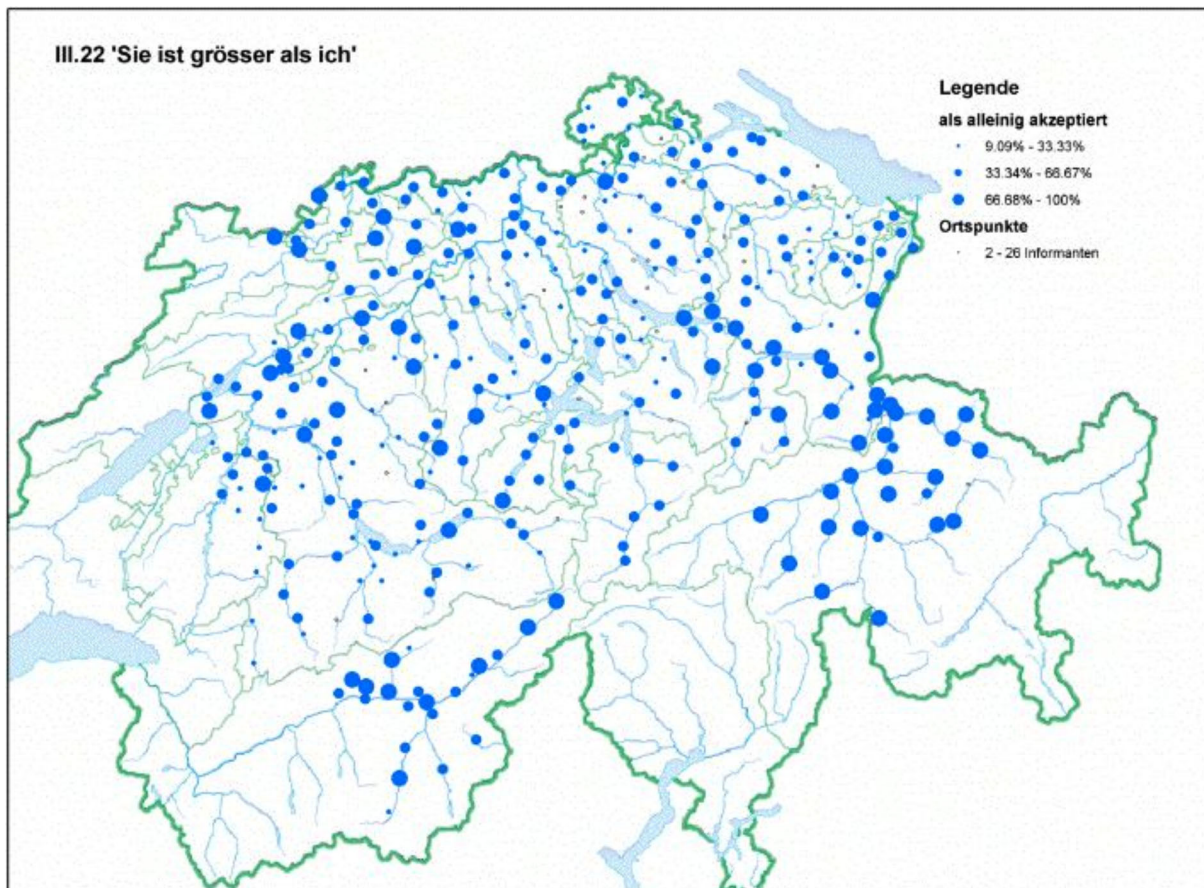 III.22 'Sie ist grösser als ich'
Legende
als alleinig akzeptiert
9.09% - 33.33%
33.34% - 66.67%
66.68% - 100%
Ortspunkte
2 - 26 Informanten